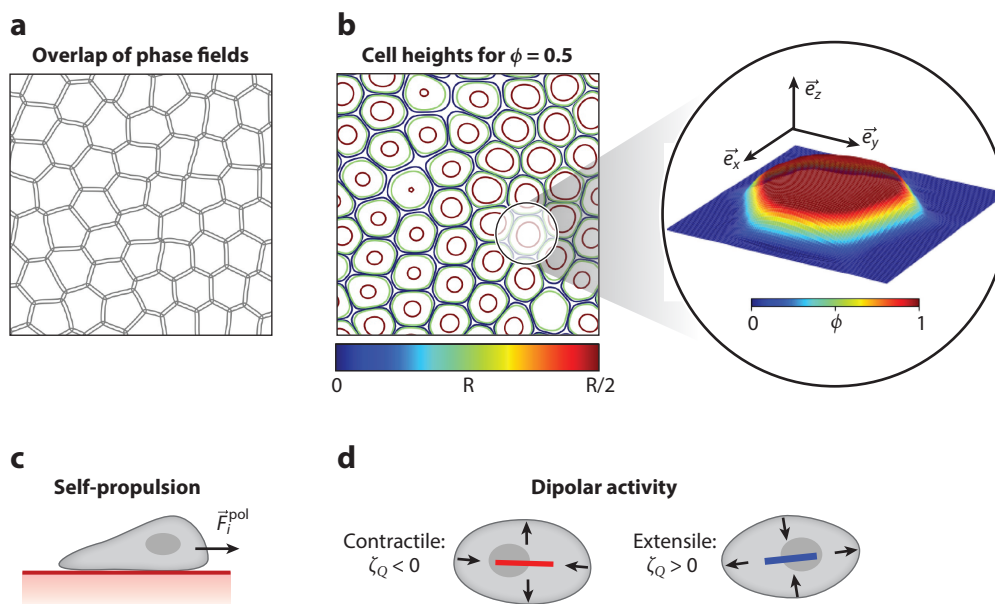 a
Overlap of phase fields
b
Cell heights for ϕ = 0.5
0 R R/2
e⃗z
e⃗x
e⃗y
0 ϕ 1
c
Self-propulsion
F⃗ᵢᵖᵒˡ
d
Dipolar activity
Contractile:
ζQ < 0
Extensile:
ζQ > 0